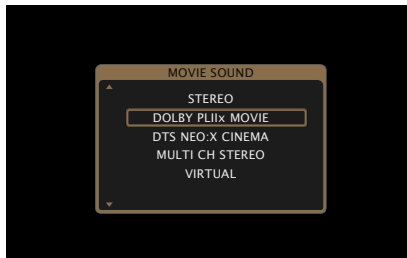 MOVIE SOUND
STEREO
DOLBY PLIIx MOVIE
DTS NEO:X CINEMA
MULTI CH STEREO
VIRTUAL